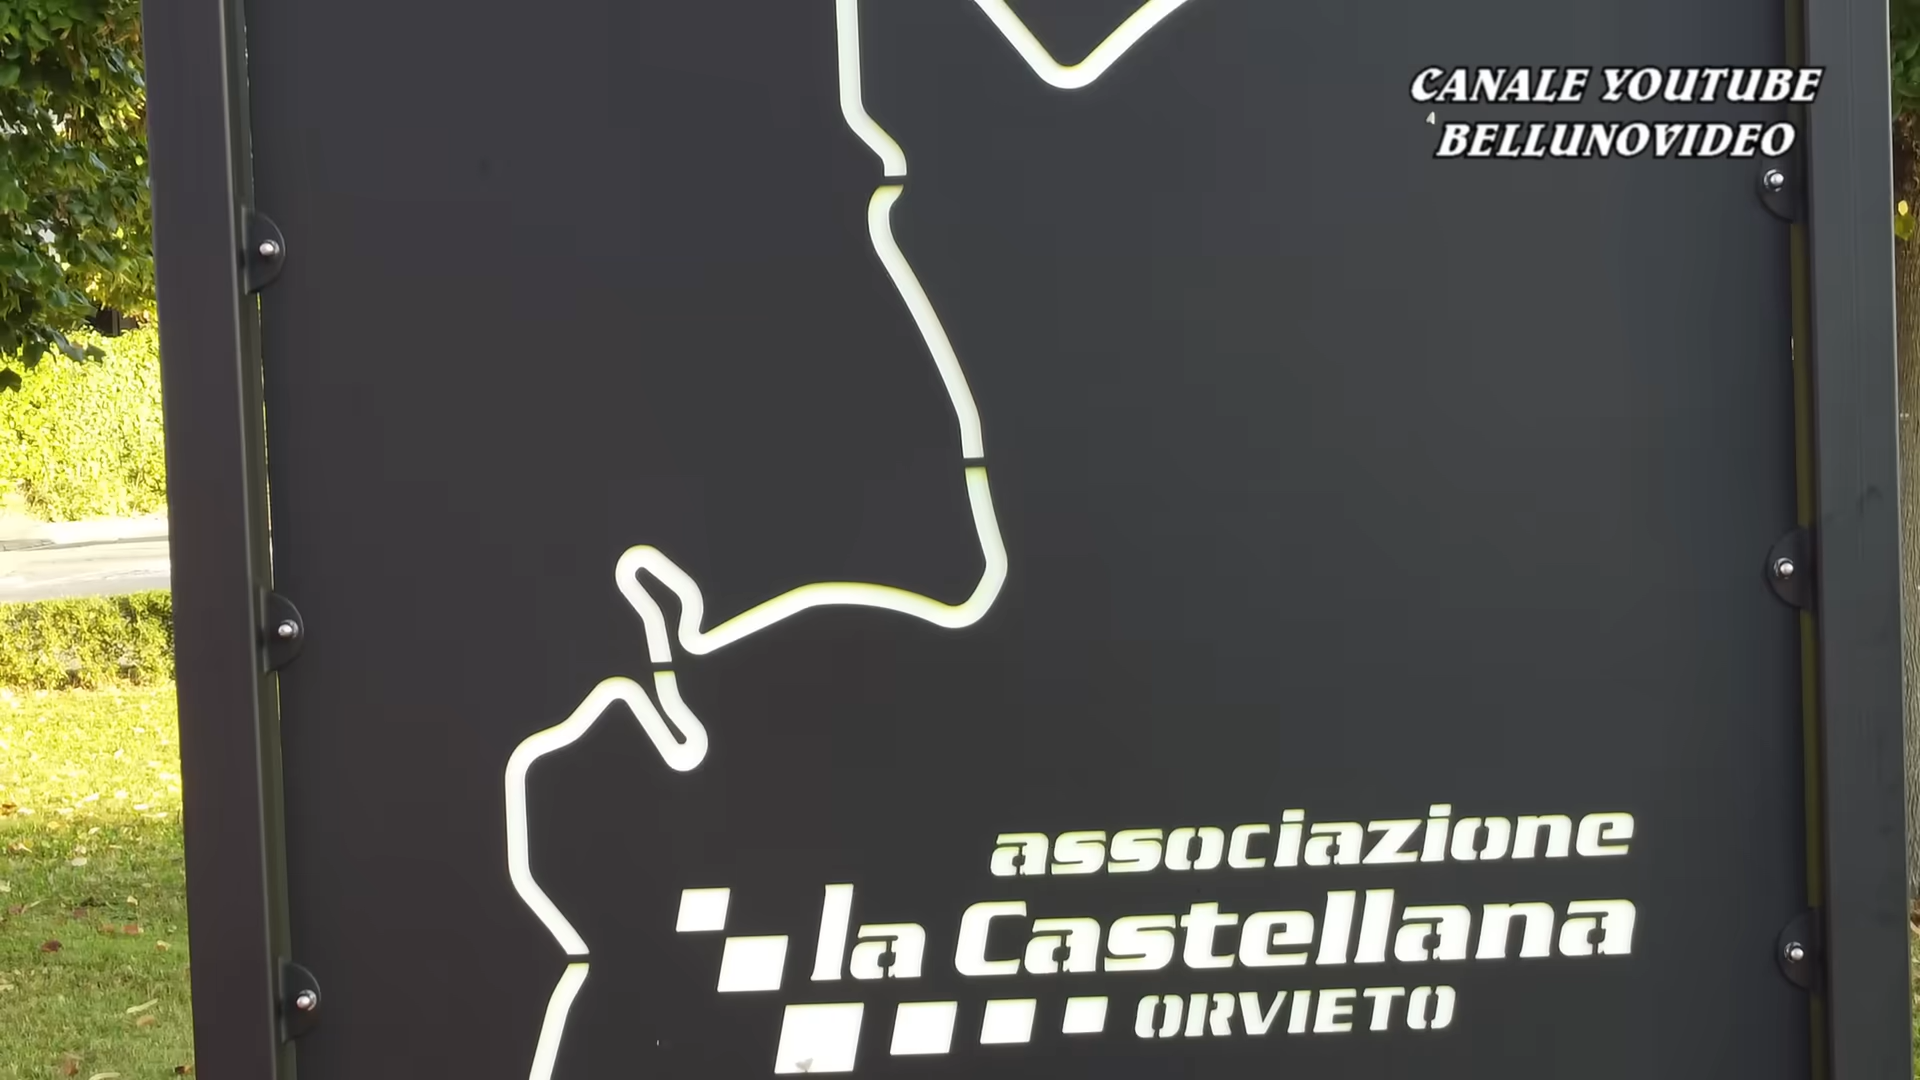 CANALE YOUTUBE
BELLUNOVIDEO
associazione
la Castellana
ORVIETO